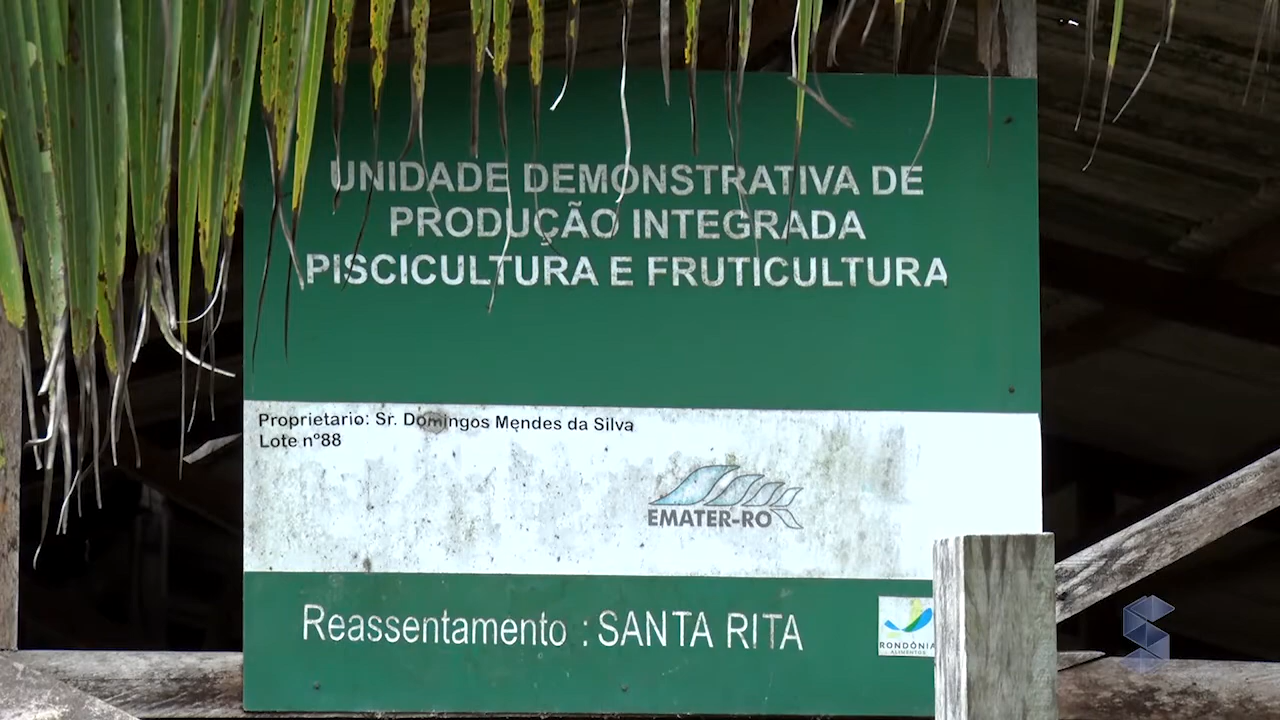 UNIDADE DEMONSTRATIVA DE
PRODUÇÃO INTEGRADA
PISCICULTURA E FRUTICULTURA
Proprietario: Sr. Domingos Mendes da Silva
Lote nº88
EMATER-RO
Reassentamento : SANTA RITA
RONDÔNIA
ALIMENTOS